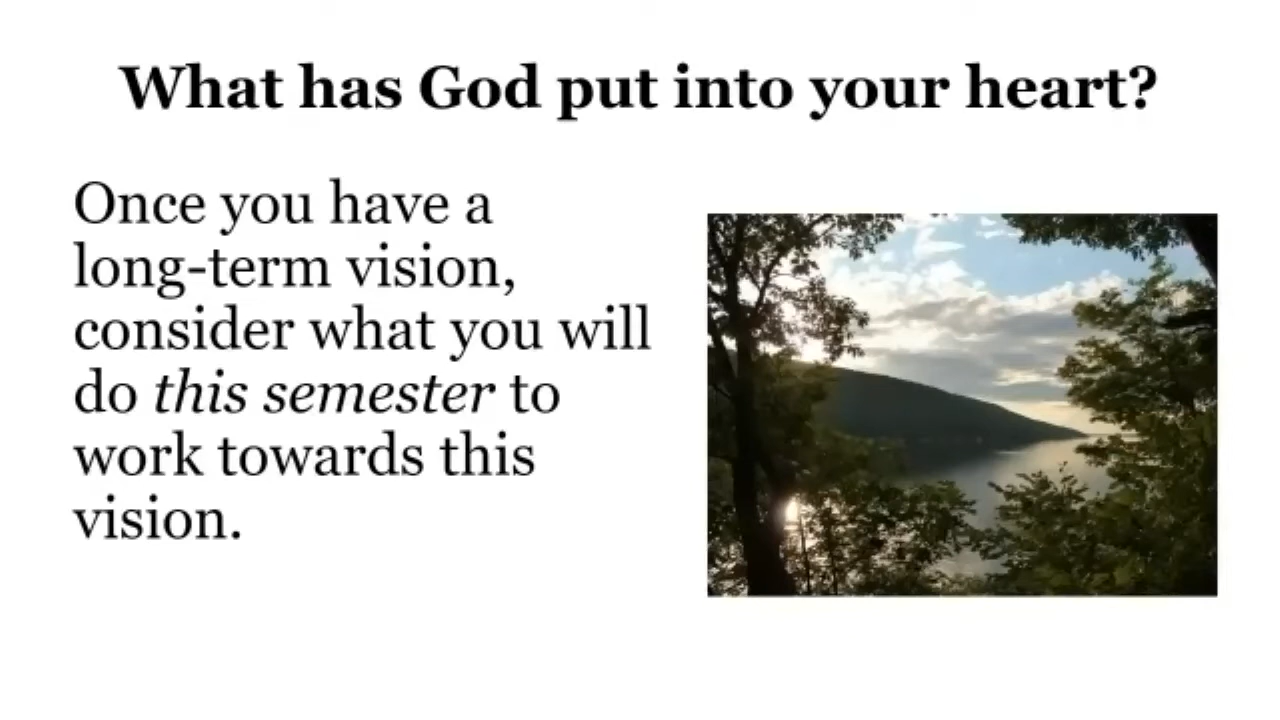 What has God put into your heart?
Once you have a
long-term vision,
consider what you will
do this semester to
work towards this
vision.